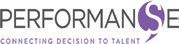 PERFORMANSE
CONNECTING DECISION TO TALENT